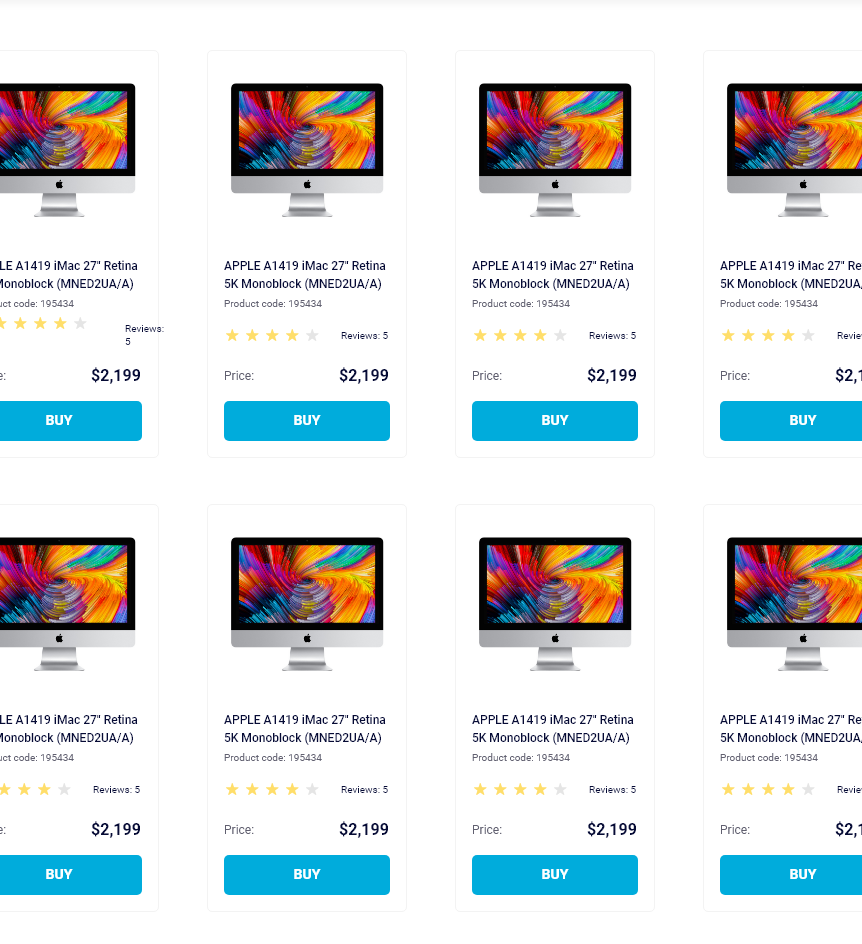 LE A1419 iMac 27" Retina
Monoblock (MNED2UA/A)
uct code: 195434
Reviews:
5
e: $2,199
BUY
APPLE A1419 iMac 27" Retina
5K Monoblock (MNED2UA/A)
Product code: 195434
Reviews: 5
Price: $2,199
BUY
APPLE A1419 iMac 27" Retina
5K Monoblock (MNED2UA/A)
Product code: 195434
Reviews: 5
Price: $2,199
BUY
APPLE A1419 iMac 27" Re
5K Monoblock (MNED2UA/
Product code: 195434
Revie
Price: $2,1
BUY
LE A1419 iMac 27" Retina
Monoblock (MNED2UA/A)
uct code: 195434
Reviews: 5
e: $2,199
BUY
APPLE A1419 iMac 27" Retina
5K Monoblock (MNED2UA/A)
Product code: 195434
Reviews: 5
Price: $2,199
BUY
APPLE A1419 iMac 27" Retina
5K Monoblock (MNED2UA/A)
Product code: 195434
Reviews: 5
Price: $2,199
BUY
APPLE A1419 iMac 27" Re
5K Monoblock (MNED2UA/
Product code: 195434
Revie
Price: $2,1
BUY